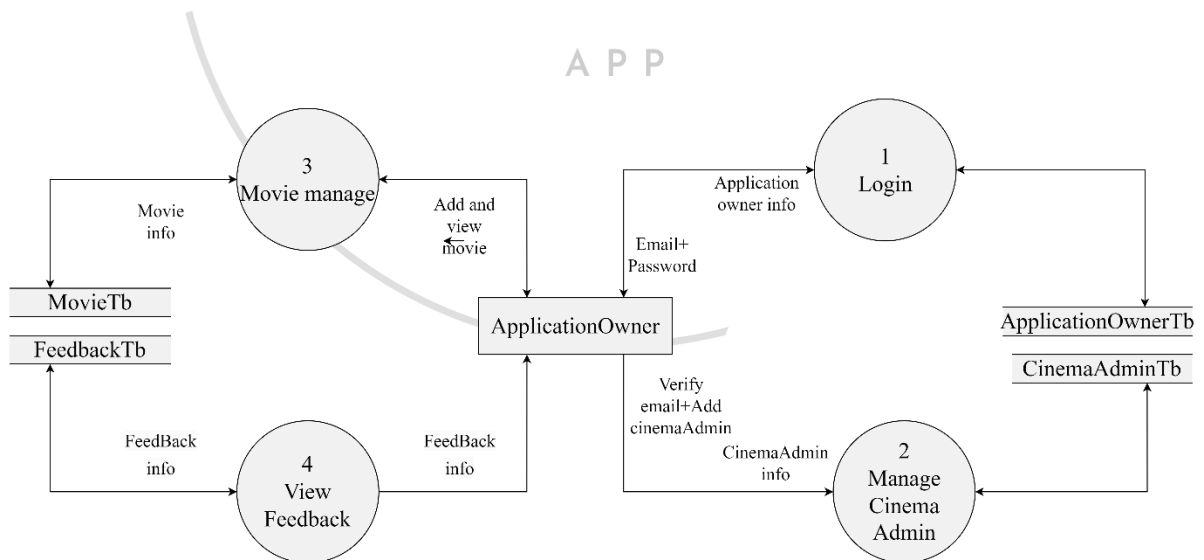 APP
3
Movie manage
1
Login
Movie
info
Add and
view
movie
Application
owner info
Email+
Password
MovieTb
FeedbackTb
ApplicationOwner
ApplicationOwnerTb
CinemaAdminTb
Verify
email+Add
cinemaAdmin
FeedBack
info
FeedBack
info
CinemaAdmin
info
4
View
Feedback
2
Manage
Cinema
Admin